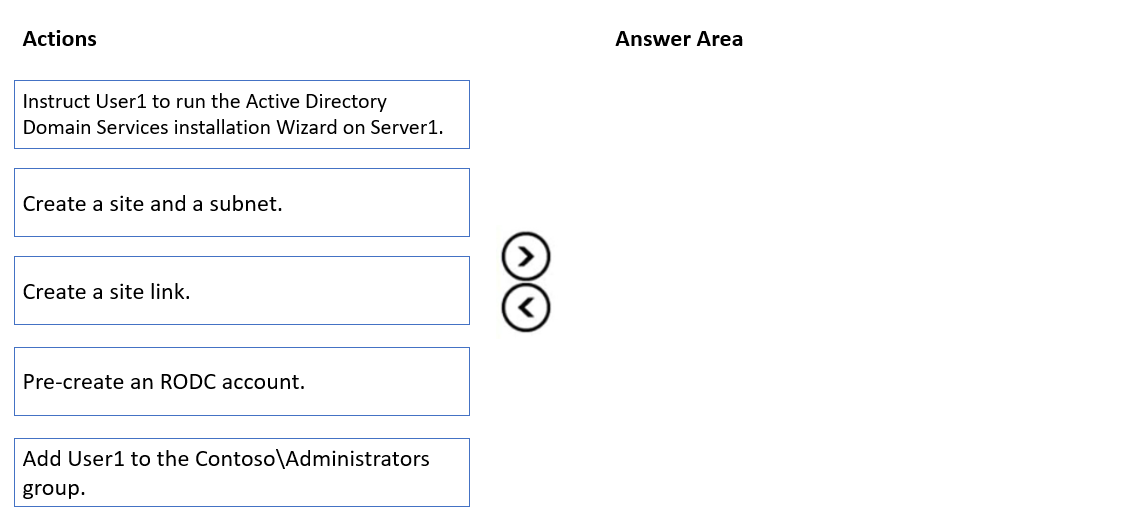 Actions
Answer Area
Instruct User1 to run the Active Directory
Domain Services installation Wizard on Server1.
Create a site and a subnet.
Create a site link.
Pre-create an RODC account.
Add User1 to the Contoso\Administrators
group.